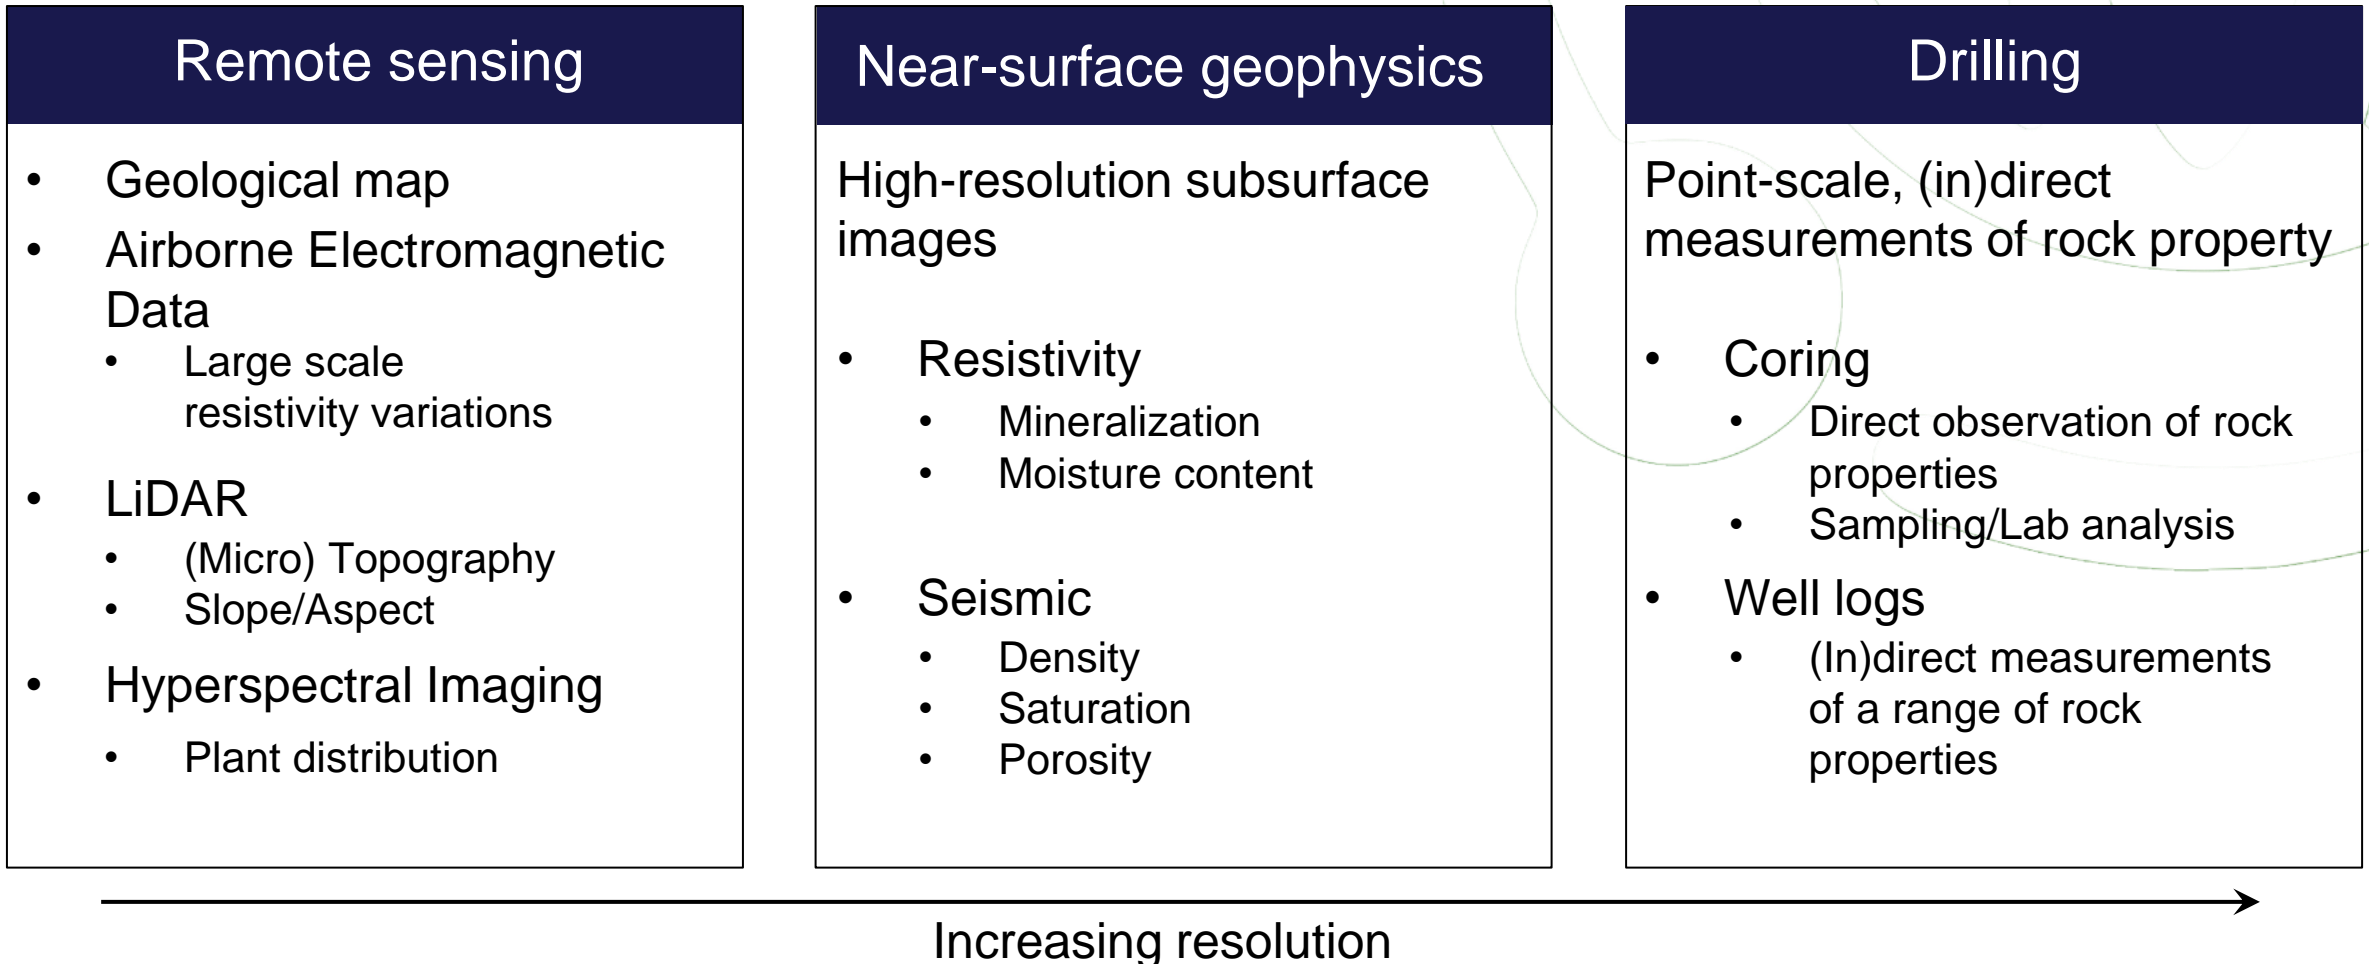 Remote sensing
• Geological map
• Airborne Electromagnetic
Data
• Large scale
resistivity variations
• LiDAR
• (Micro) Topography
• Slope/Aspect
• Hyperspectral Imaging
• Plant distribution
Near-surface geophysics
High-resolution subsurface
images
• Resistivity
• Mineralization
• Moisture content
• Seismic
• Density
• Saturation
• Porosity
Drilling
Point-scale, (in)direct
measurements of rock property
• Coring
• Direct observation of rock
properties
• Sampling/Lab analysis
• Well logs
• (In)direct measurements
of a range of rock
properties
Increasing resolution